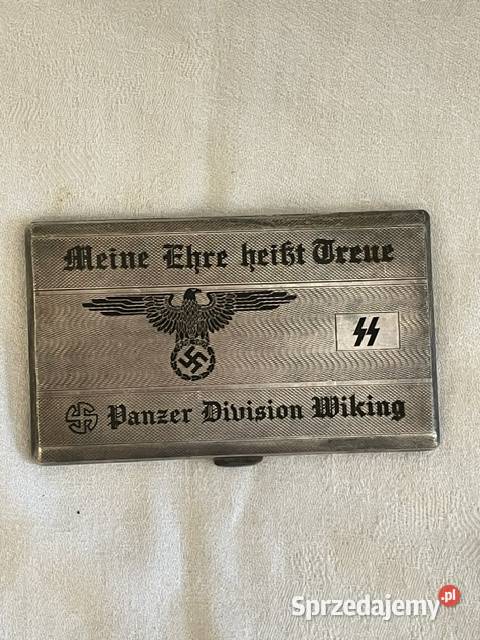 Meine Ehre heißt Treue
SS
Panzer Division Wiking
Sprzedajemy.pl